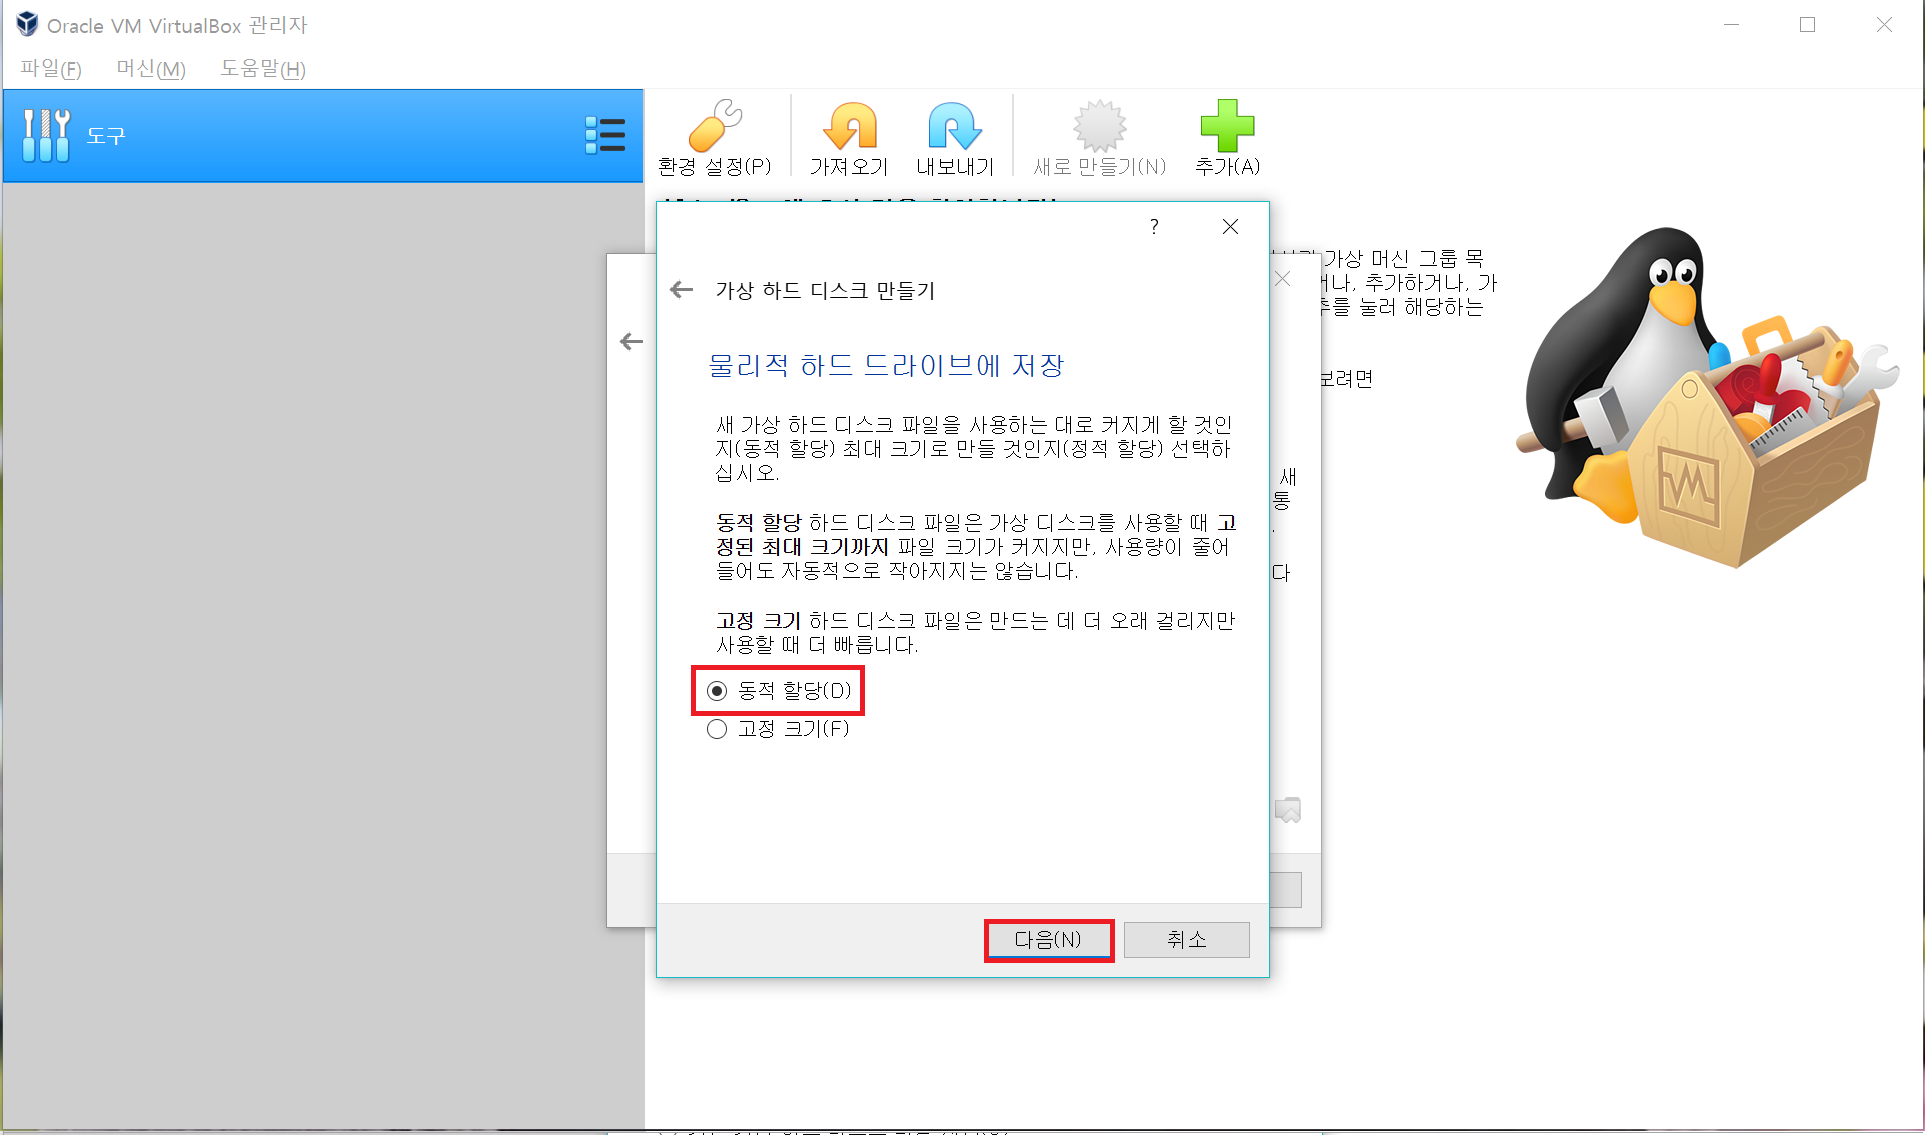 Oracle VM VirtualBox 관리자
파일(F) 머신(M) 도움말(H)
도구
환경 설정(P) 가져오기 내보내기 새로 만들기(N) 추가(A)
?
가상 머신 그룹 목
추가하거나, 가
를 눌러 해당하는
보려면
새
통
다
가상 하드 디스크 만들기
물리적 하드 드라이브에 저장
새 가상 하드 디스크 파일을 사용하는 대로 커지게 할 것인
지(동적 할당) 최대 크기로 만들 것인지(정적 할당) 선택하
십시오.
동적 할당 하드 디스크 파일은 가상 디스크를 사용할 때 고
정된 최대 크기까지 파일 크기가 커지지만, 사용량이 줄어
들어도 자동적으로 작아지지는 않습니다.
고정 크기 하드 디스크 파일은 만드는 데 더 오래 걸리지만
사용할 때 더 빠릅니다.
동적 할당(D)
고정 크기(F)
다음(N) 취소